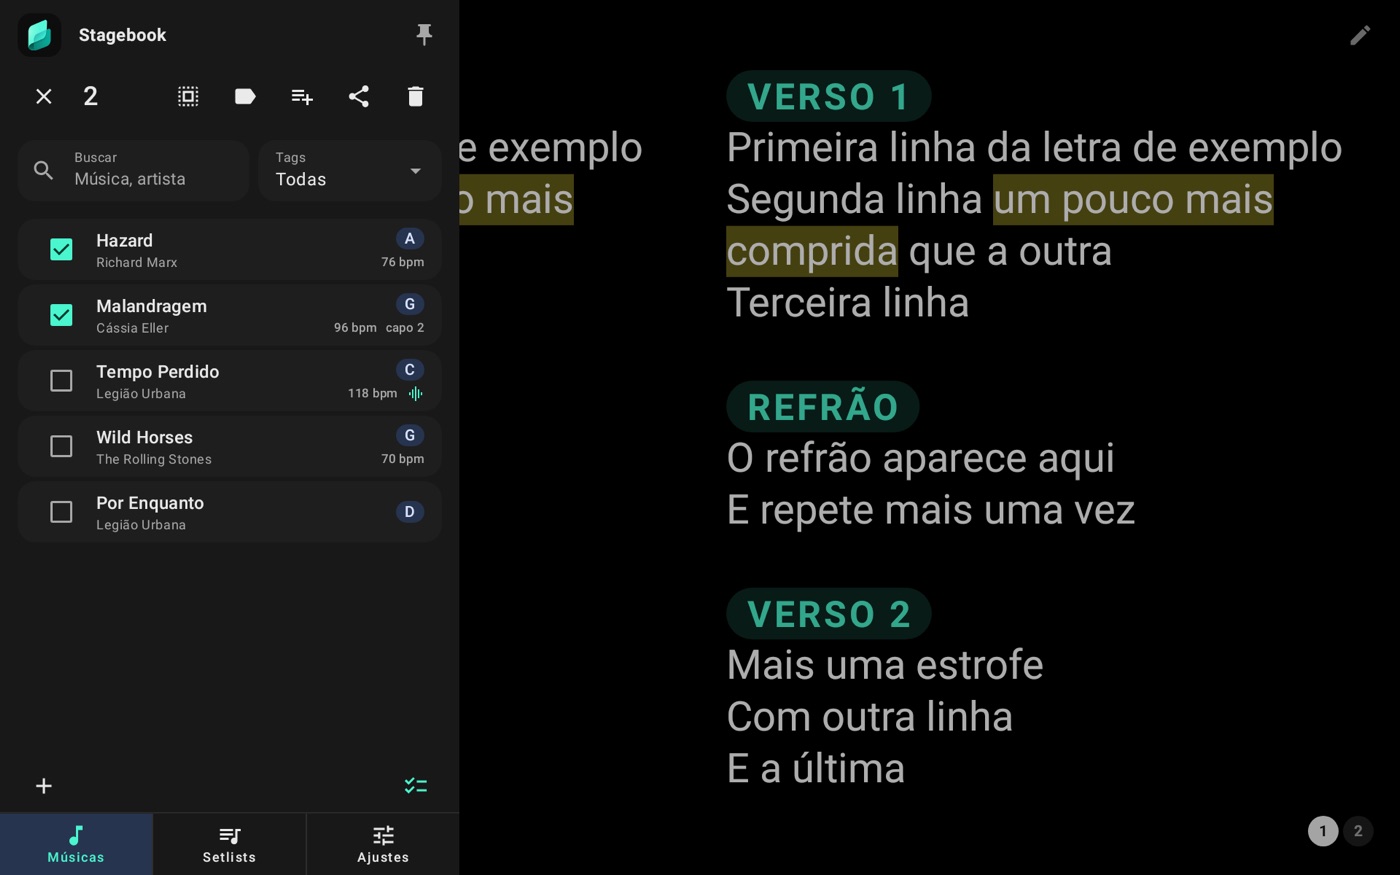 Stagebook
2
Buscar
Música, artista
Tags
Todas
Hazard
A
Richard Marx
76 bpm
Malandragem
G
Cássia Eller
96 bpm capo 2
Tempo Perdido
C
Legião Urbana
118 bpm
Wild Horses
G
The Rolling Stones
70 bpm
Por Enquanto
D
Legião Urbana
Músicas
Setlists
Ajustes
e exemplo
o mais
VERSO 1
Primeira linha da letra de exemplo
Segunda linha um pouco mais
comprida que a outra
Terceira linha
REFRÃO
O refrão aparece aqui
E repete mais uma vez
VERSO 2
Mais uma estrofe
Com outra linha
E a última
1 2